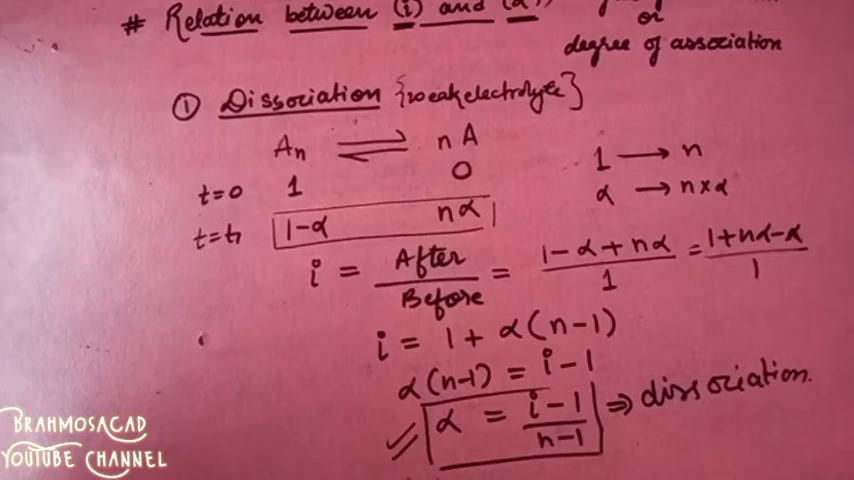 # Relation between (i) and (α)
or
degree of association
① Dissociation {weak electrolyte}
Aₙ ⇌ nA
t=0 1 0
1 → n
t=t 1-α nα
α → n×α
i = After/Before = 1-α+nα/1 = 1+nα-α/1
i = 1+ α(n-1)
α(n-1) = i-1
α = i-1/n-1 ⇒ dissociation.
BRAHMOSACAD
YOUTUBE CHANNEL